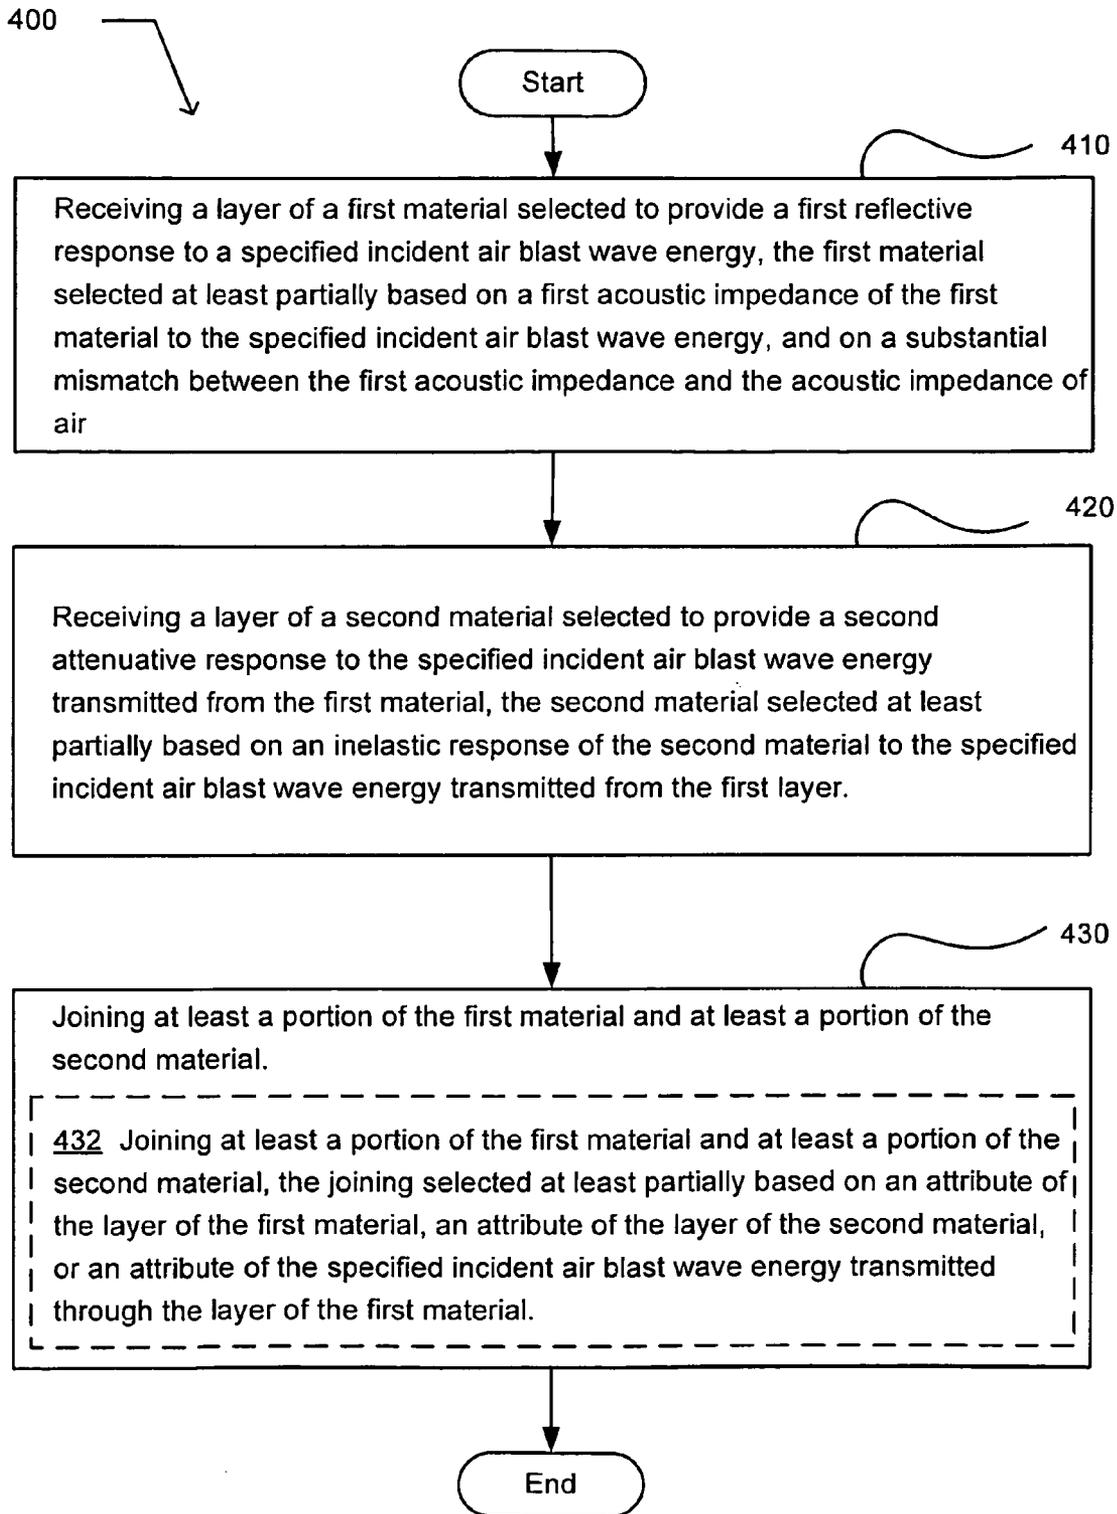 400
Start
410
Receiving a layer of a first material selected to provide a first reflective
response to a specified incident air blast wave energy, the first material
selected at least partially based on a first acoustic impedance of the first
material to the specified incident air blast wave energy, and on a substantial
mismatch between the first acoustic impedance and the acoustic impedance of
air
420
Receiving a layer of a second material selected to provide a second
attenuative response to the specified incident air blast wave energy
transmitted from the first material, the second material selected at least
partially based on an inelastic response of the second material to the specified
incident air blast wave energy transmitted from the first layer.
430
Joining at least a portion of the first material and at least a portion of the
second material.
432 Joining at least a portion of the first material and at least a portion of the
second material, the joining selected at least partially based on an attribute of
the layer of the first material, an attribute of the layer of the second material,
or an attribute of the specified incident air blast wave energy transmitted
through the layer of the first material.
End